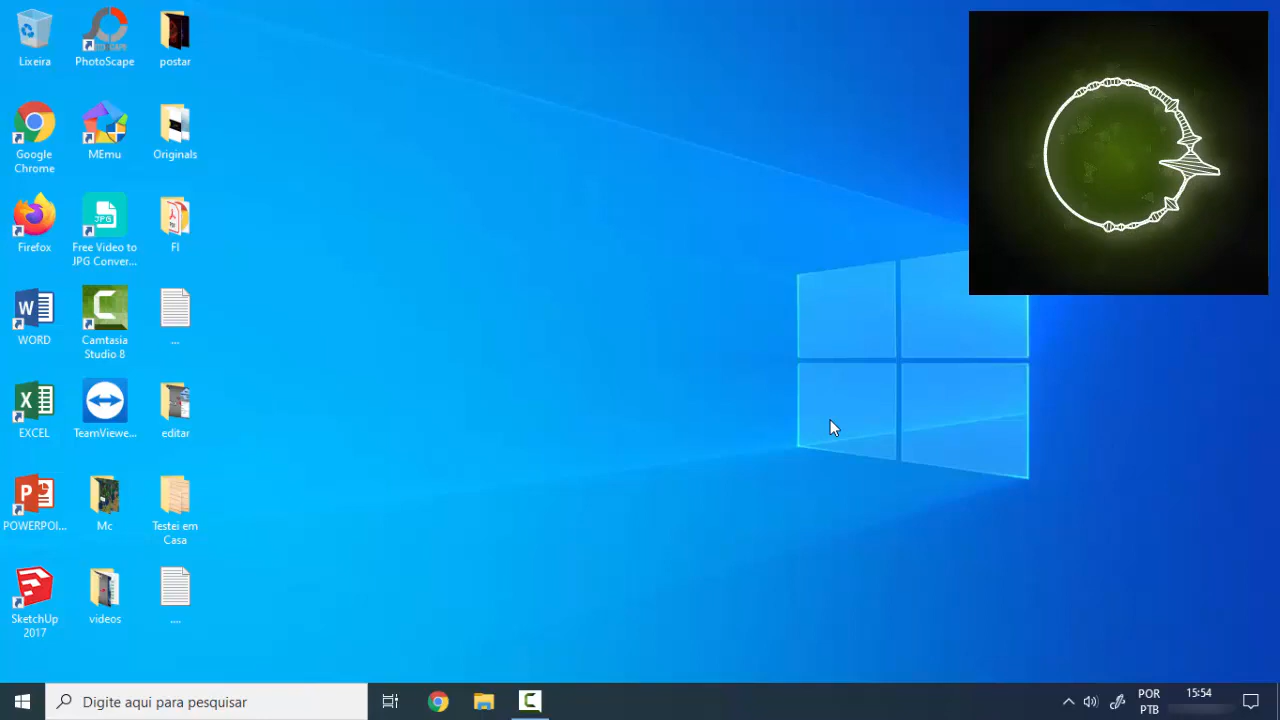 Lixeira
PhotoScape
postar
Google
Chrome
MEmu
Originals
Firefox
Free Video to
JPG Conver...
FI
WORD
Camtasia
Studio 8
...
EXCEL
TeamViewe...
editar
POWERPOI...
Mc
Testei em
Casa
SketchUp
2017
videos
....
Digite aqui para pesquisar
POR
PTB
15:54